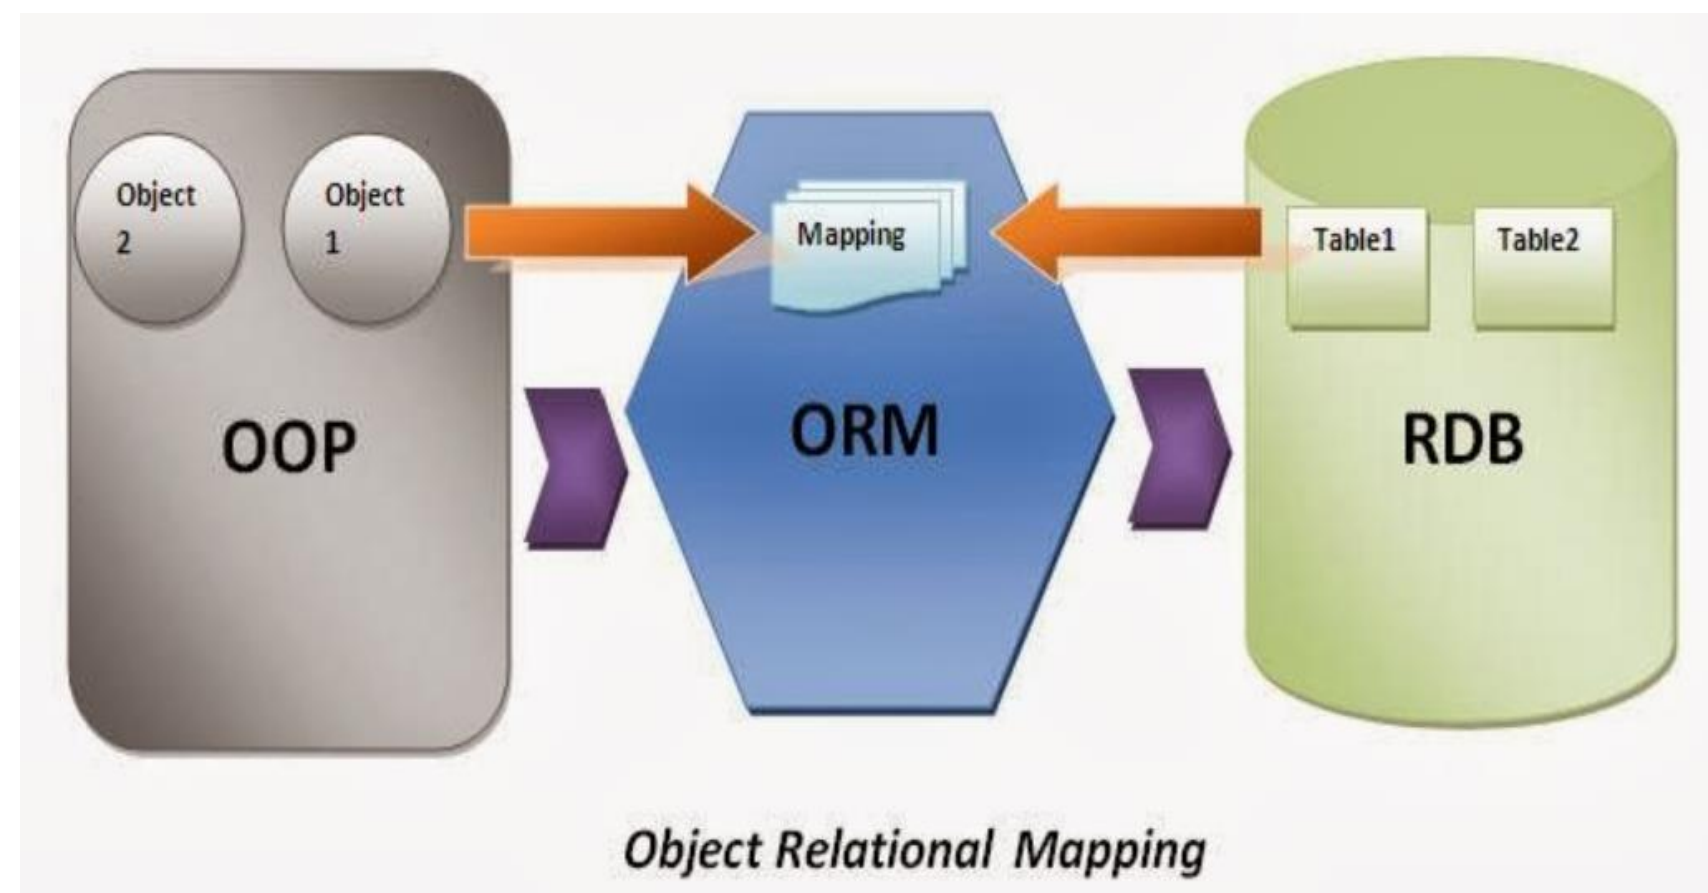 Object
2
Object
1
Mapping
Table1
Table2
OOP
ORM
RDB
Object Relational Mapping